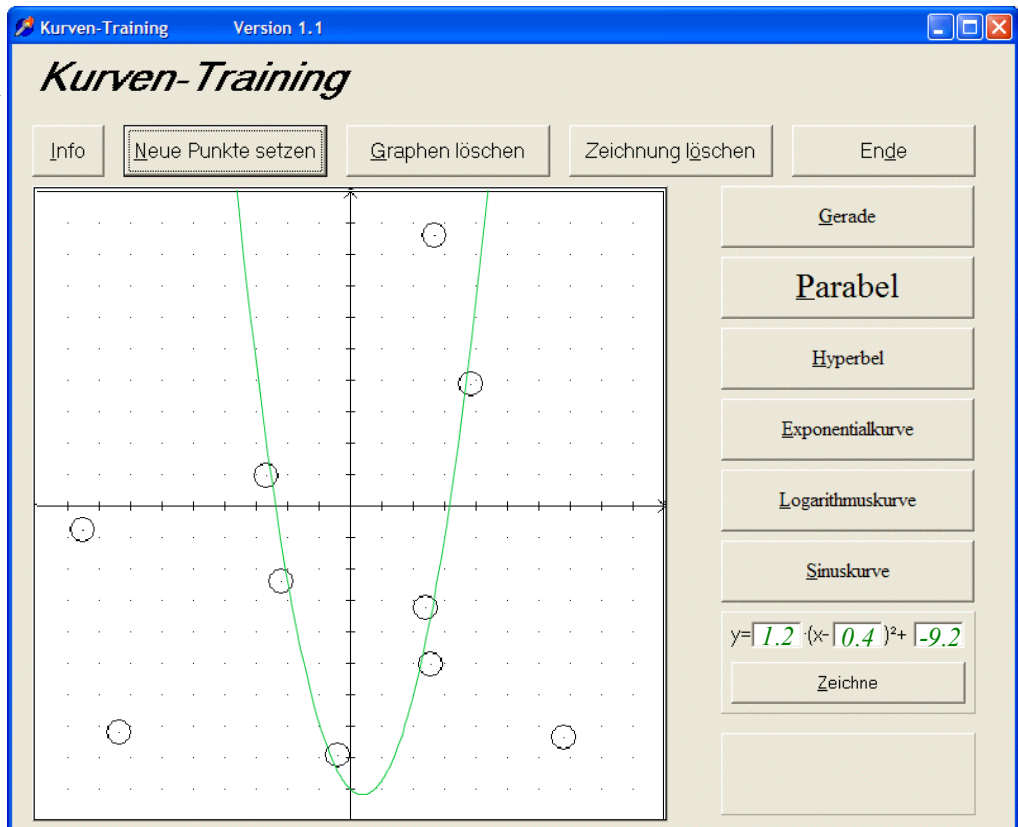 Kurven-Training Version 1.1
Kurven-Training
Info Neue Punkte setzen Graphen löschen Zeichnung löschen Ende
Gerade
Parabel
Hyperbel
Exponentialkurve
Logarithmuskurve
Sinuskurve
y= 1.2 ·(x- 0.4 )²+ -9.2
Zeichne